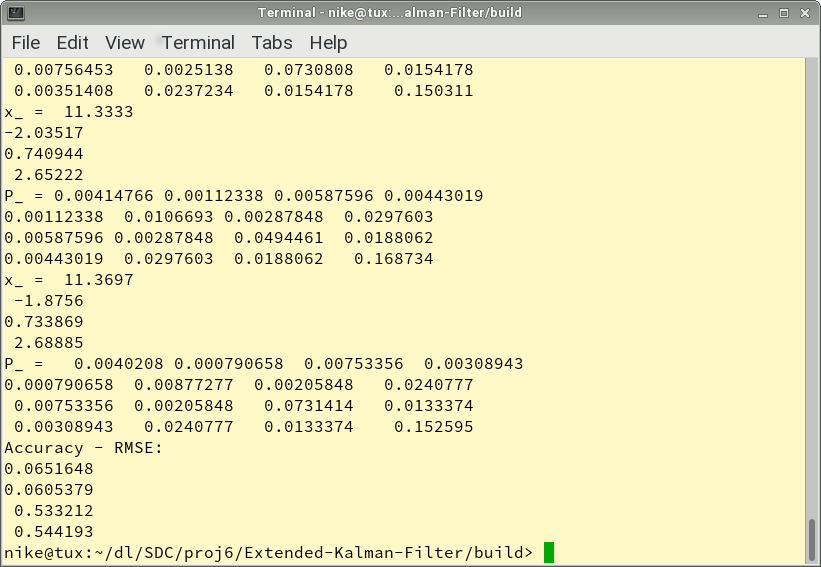 Terminal - nike@tux:...alman-Filter/build
File Edit View Terminal Tabs Help
 0.00756453   0.0025138   0.0730808   0.0154178
 0.00351408   0.0237234   0.0154178    0.150311
x_ =  11.3333
-2.03517
0.740944
 2.65222
P_ = 0.00414766 0.00112338 0.00587596 0.00443019
0.00112338  0.0106693 0.00287848  0.0297603
0.00587596 0.00287848  0.0494461  0.0188062
0.00443019  0.0297603  0.0188062   0.168734
x_ =  11.3697
 -1.8756
0.733869
 2.68885
P_ =   0.0040208 0.000790658  0.00753356  0.00308943
0.000790658  0.00877277  0.00205848   0.0240777
 0.00753356  0.00205848   0.0731414   0.0133374
 0.00308943   0.0240777   0.0133374    0.152595
Accuracy - RMSE:
0.0651648
0.0605379
 0.533212
 0.544193
nike@tux:~/dl/SDC/proj6/Extended-Kalman-Filter/build>